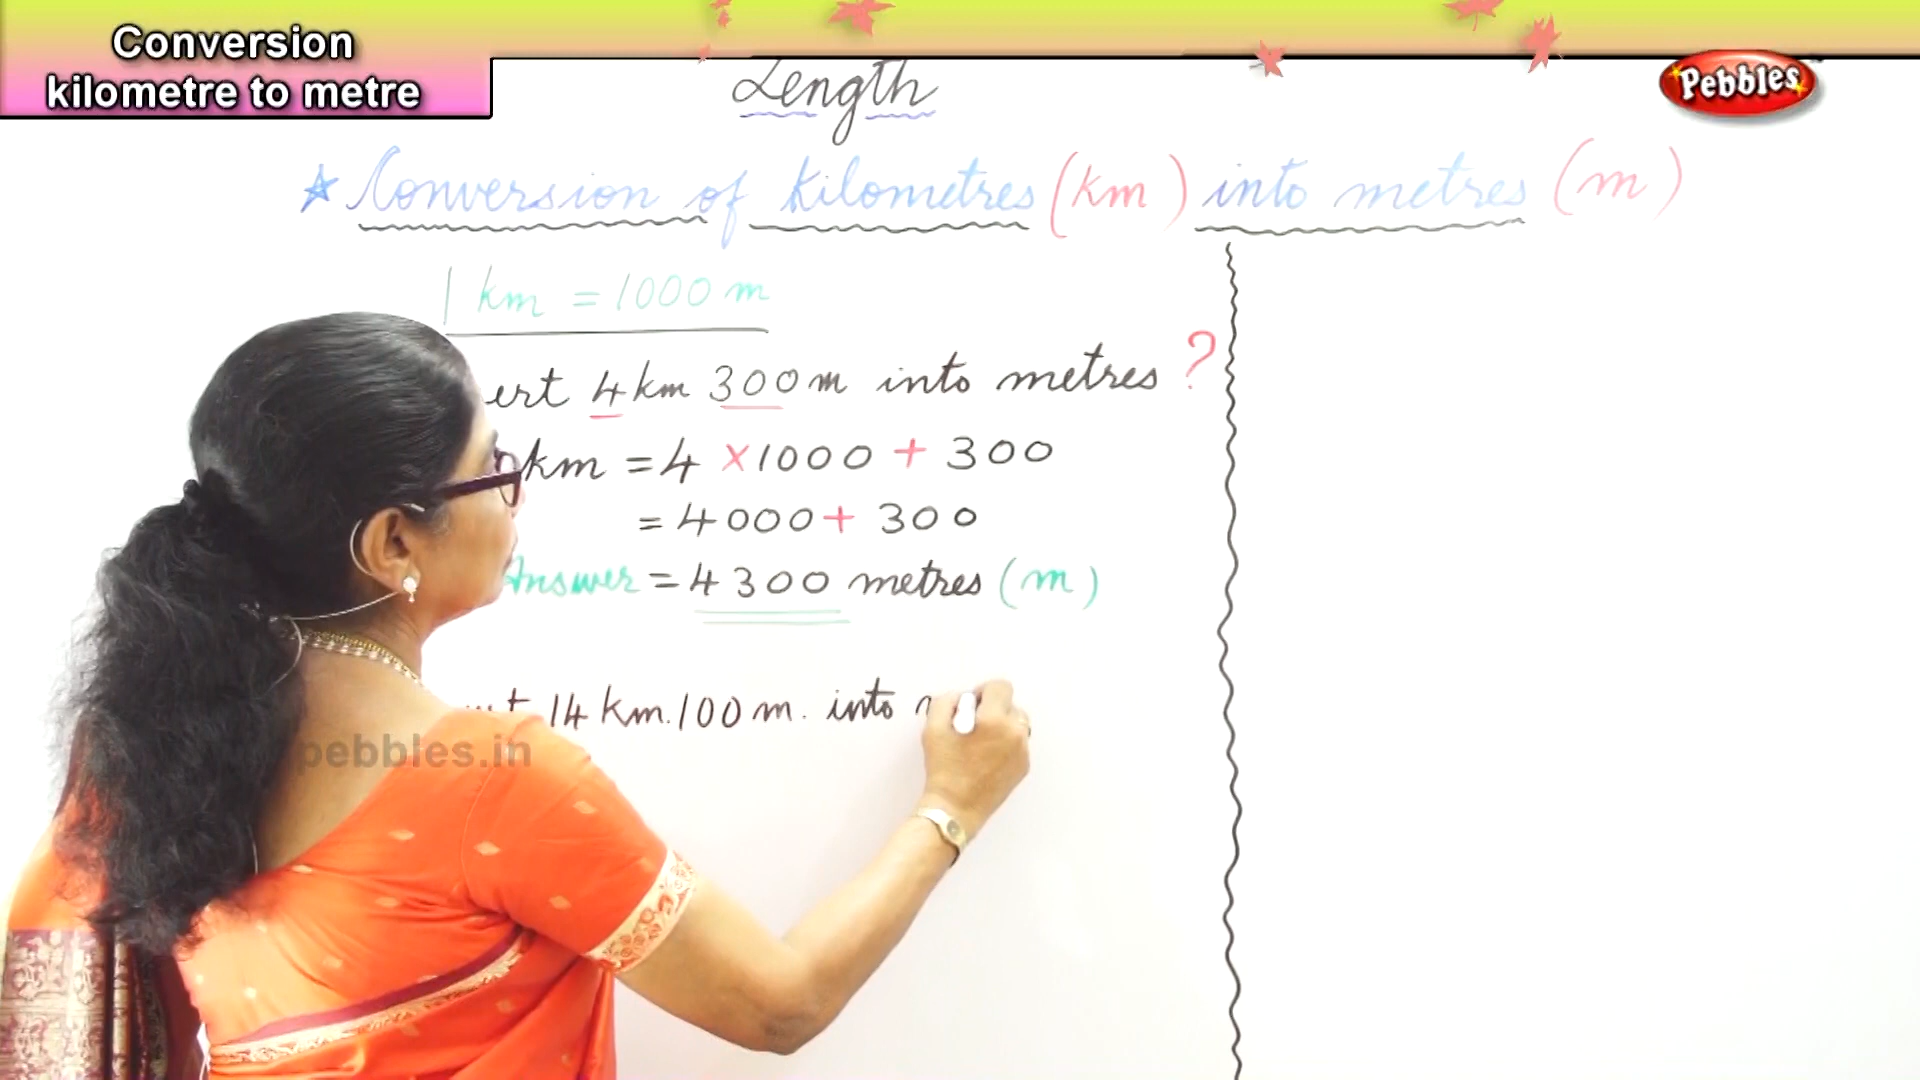 Conversion
kilometre to metre
Pebbles
Length
Conversion of kilometres (km) into metres (m)
1 km = 1000 m
4 km 300 m into metres ?
km = 4 × 1000 + 300
= 4000 + 300
Answer = 4300 metres (m)
14 km. 100 m. into
pebbles.in